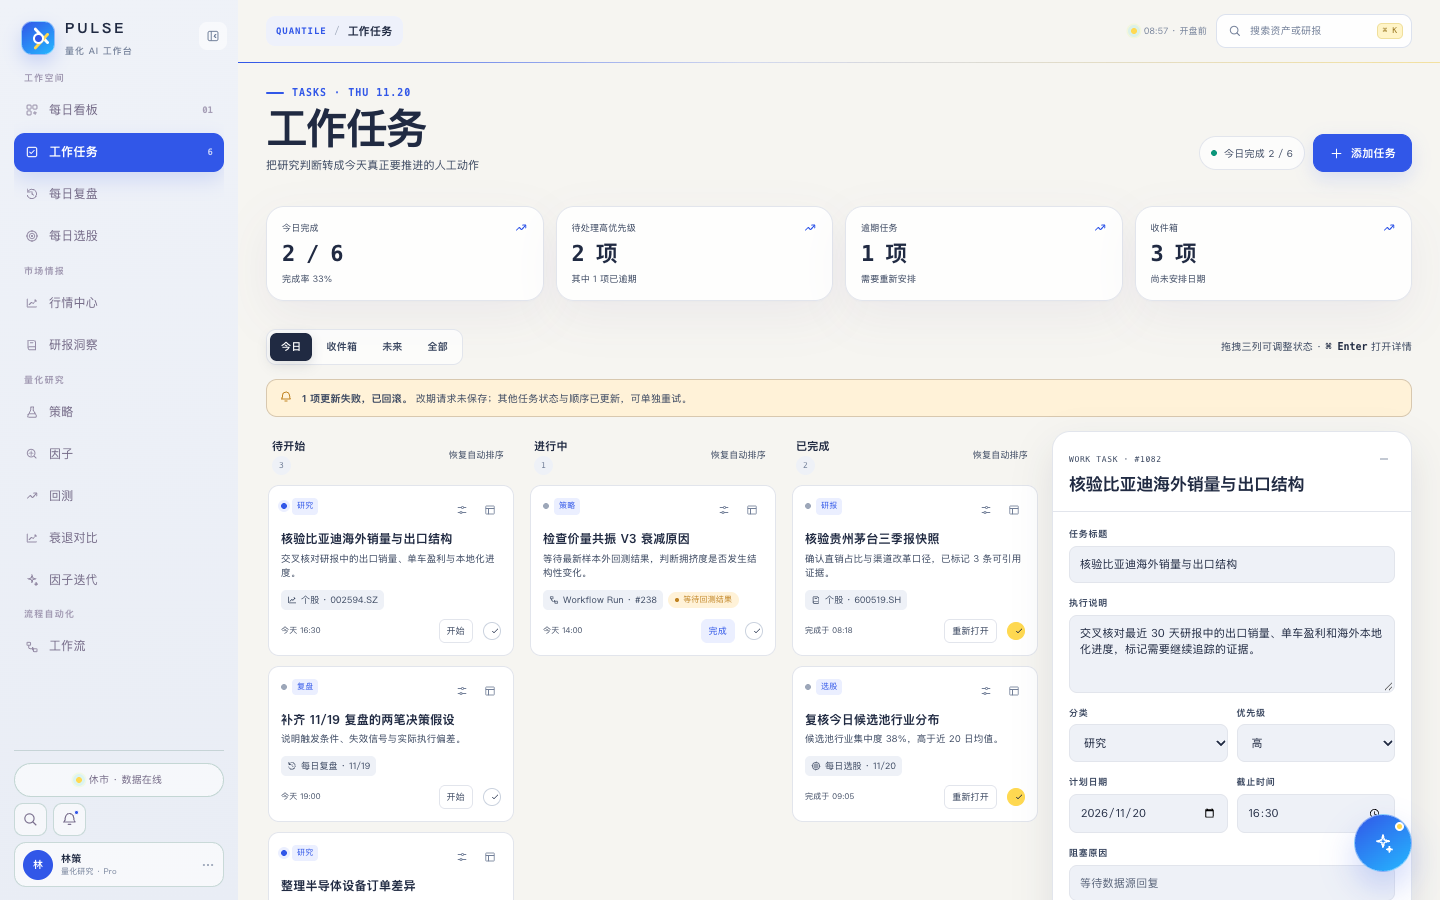 PULSE
量化 AI 工作台
工作空间
每日看板 01
工作任务 6
每日复盘
每日选股
市场情报
行情中心
研报洞察
量化研究
策略
因子
回测
衰退对比
因子迭代
流程自动化
工作流
休市 · 数据在线
林
林策
量化研究 · Pro
QUANTILE / 工作任务
08:57 · 开盘前
搜索资产或研报
⌘ K
TASKS · THU 11.20
工作任务
把研究判断转成今天真正要推进的人工动作
今日完成 2 / 6
添加任务
今日完成
2 / 6
完成率 33%
待处理高优先级
2 项
其中 1 项已逾期
逾期任务
1 项
需要重新安排
收件箱
3 项
尚未安排日期
今日 收件箱 未来 全部
拖拽三列可调整状态 · ⌘ Enter 打开详情
1 项更新失败，已回滚。 改期请求未保存；其他任务状态与顺序已更新，可单独重试。
待开始
3
恢复自动排序
研究
核验比亚迪海外销量与出口结构
交叉核对研报中的出口销量、单车盈利与本地化进
度。
个股 · 002594.SZ
今天 16:30
开始
复盘
补齐 11/19 复盘的两笔决策假设
说明触发条件、失效信号与实际执行偏差。
每日复盘 · 11/19
今天 19:00
开始
研究
整理半导体设备订单差异
进行中
1
恢复自动排序
策略
检查价量共振 V3 衰减原因
等待最新样本外回测结果，判断拥挤度是否发生结
构性变化。
Workflow Run · #238
等待回测结果
今天 14:00
完成
已完成
2
恢复自动排序
研报
核验贵州茅台三季报快照
确认直销占比与渠道改革口径，已标记 3 条可引用
证据。
个股 · 600519.SH
完成于 08:18
重新打开
选股
复核今日候选池行业分布
候选池行业集中度 38%，高于近 20 日均值。
每日选股 · 11/20
完成于 09:05
重新打开
WORK TASK · #1082
核验比亚迪海外销量与出口结构
任务标题
核验比亚迪海外销量与出口结构
执行说明
交叉核对最近 30 天研报中的出口销量、单车盈利和海外本地
化进度，标记需要继续追踪的证据。
分类
研究
优先级
高
计划日期
2026/11/20
截止时间
16:30
阻塞原因
等待数据源回复